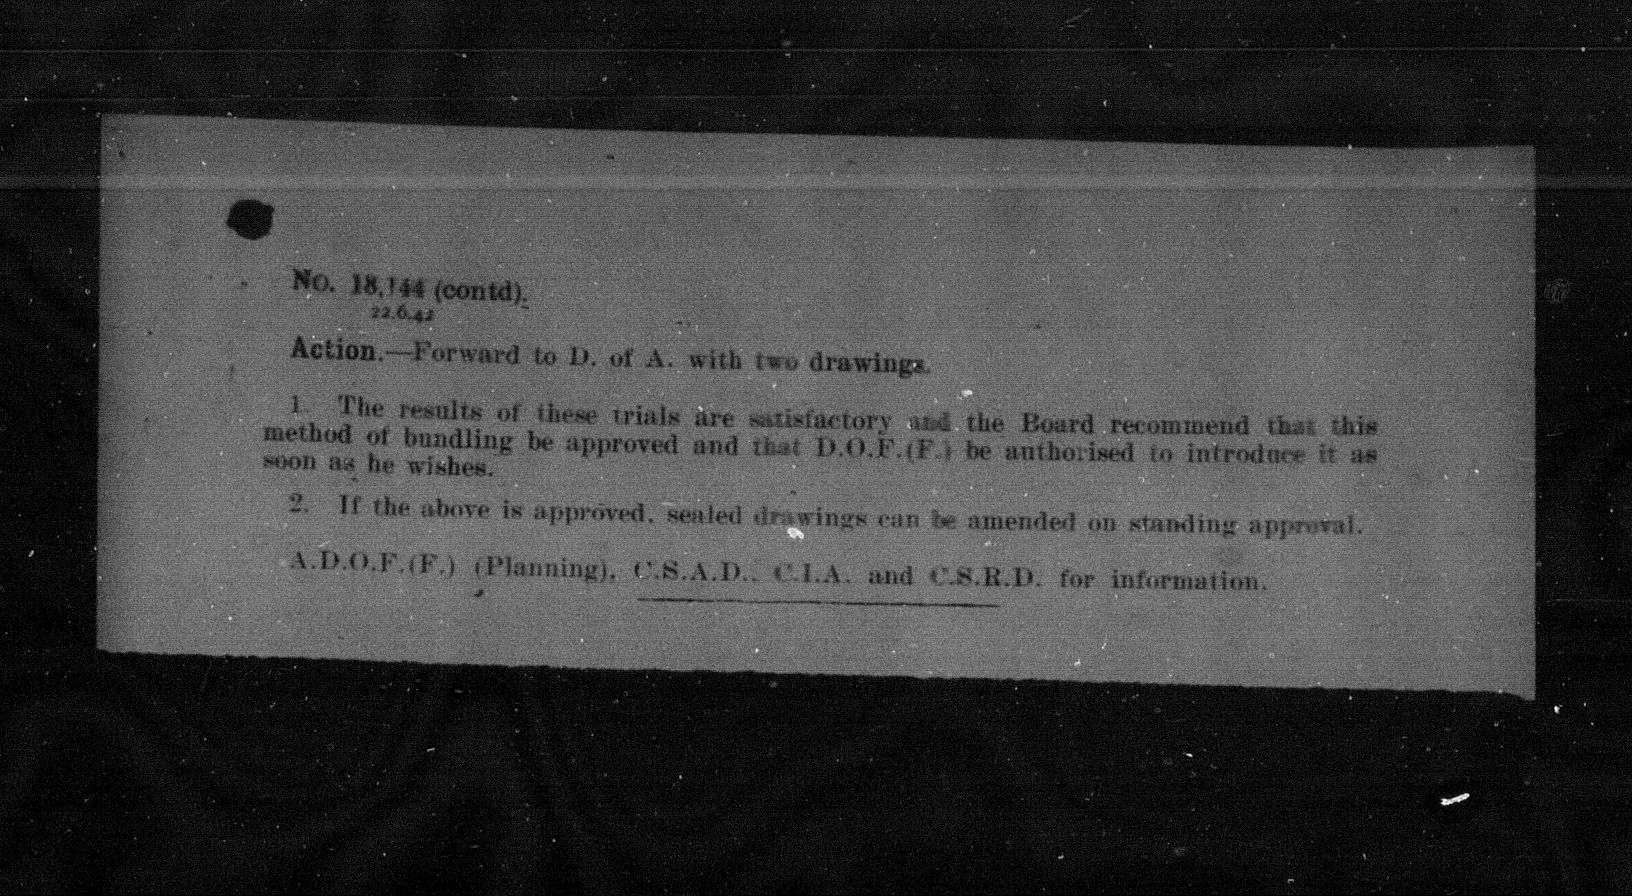 No. 18,144 (contd).
22.6.42
Action.—Forward to D. of A. with two drawings.
1. The results of these trials are satisfactory and the Board recommend that this
method of bundling be approved and that D.O.F.(F.) be authorised to introduce it as
soon as he wishes.
2. If the above is approved, sealed drawings can be amended on standing approval.
A.D.O.F.(F.) (Planning), C.S.A.D., C.I.A. and C.S.R.D. for information.